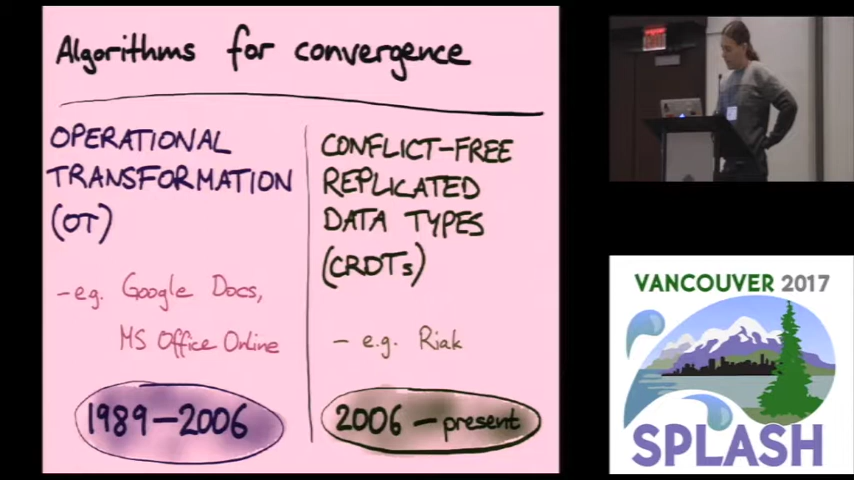 Algorithms for convergence
OPERATIONAL
TRANSFORMATION
(OT)
-e.g. Google Docs,
MS Office Online
1989-2006
CONFLICT-FREE
REPLICATED
DATA TYPES
(CRDTs)
- e.g. Riak
2006 - present
VANCOUVER 2017
SPLASH